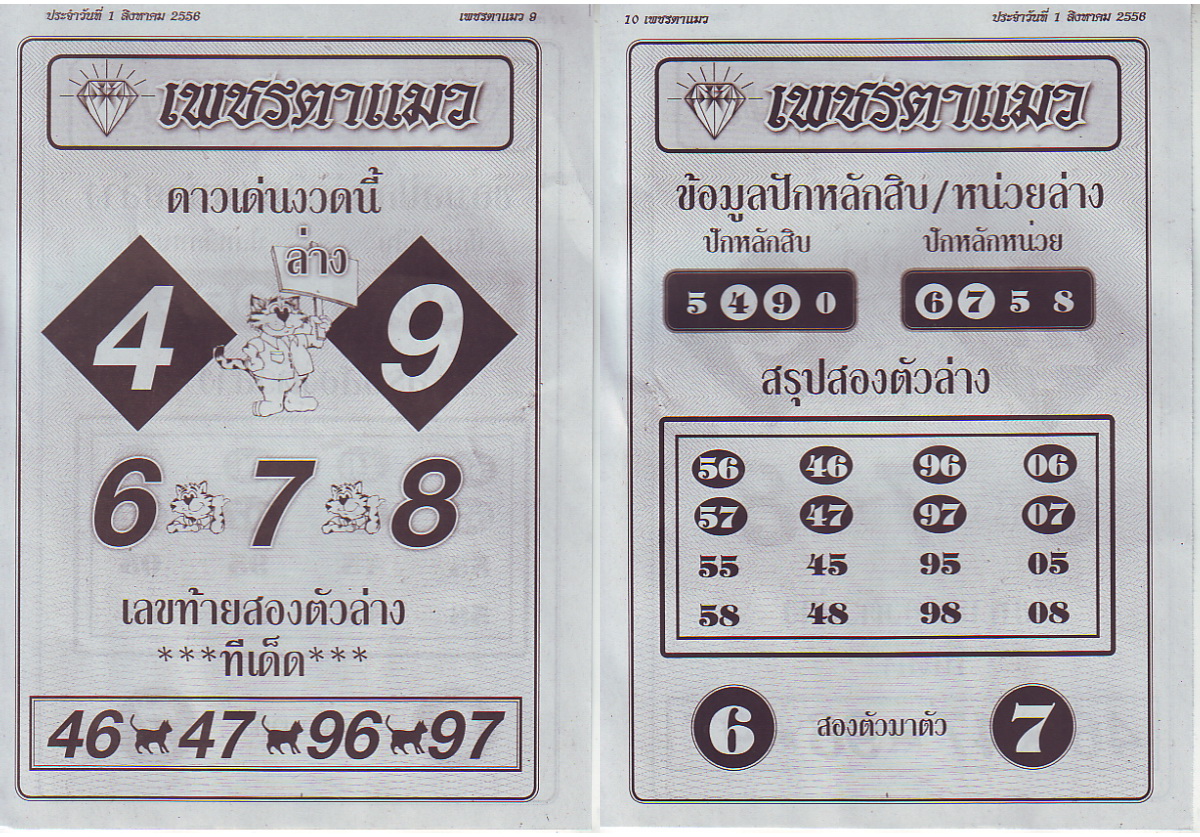 ประจำวันที่ 1 สิงหาคม 2556
เพชรตาแมว 9
เพชรตาแมว
ดาวเด่นงวดนี้
ล่าง
4 9
6 7 8
เลขท้ายสองตัวล่าง
***ทีเด็ด***
46 47 96 97
10 เพชรตาแมว
ประจำวันที่ 1 สิงหาคม 2556
เพชรตาแมว
ข้อมูลปักหลักสิบ/หน่วยล่าง
ปักหลักสิบ
ปักหลักหน่วย
5 4 9 0
6 7 5 8
สรุปสองตัวล่าง
56 46 96 06
57 47 97 07
55 45 95 05
58 48 98 08
6 สองตัวมาตัว 7